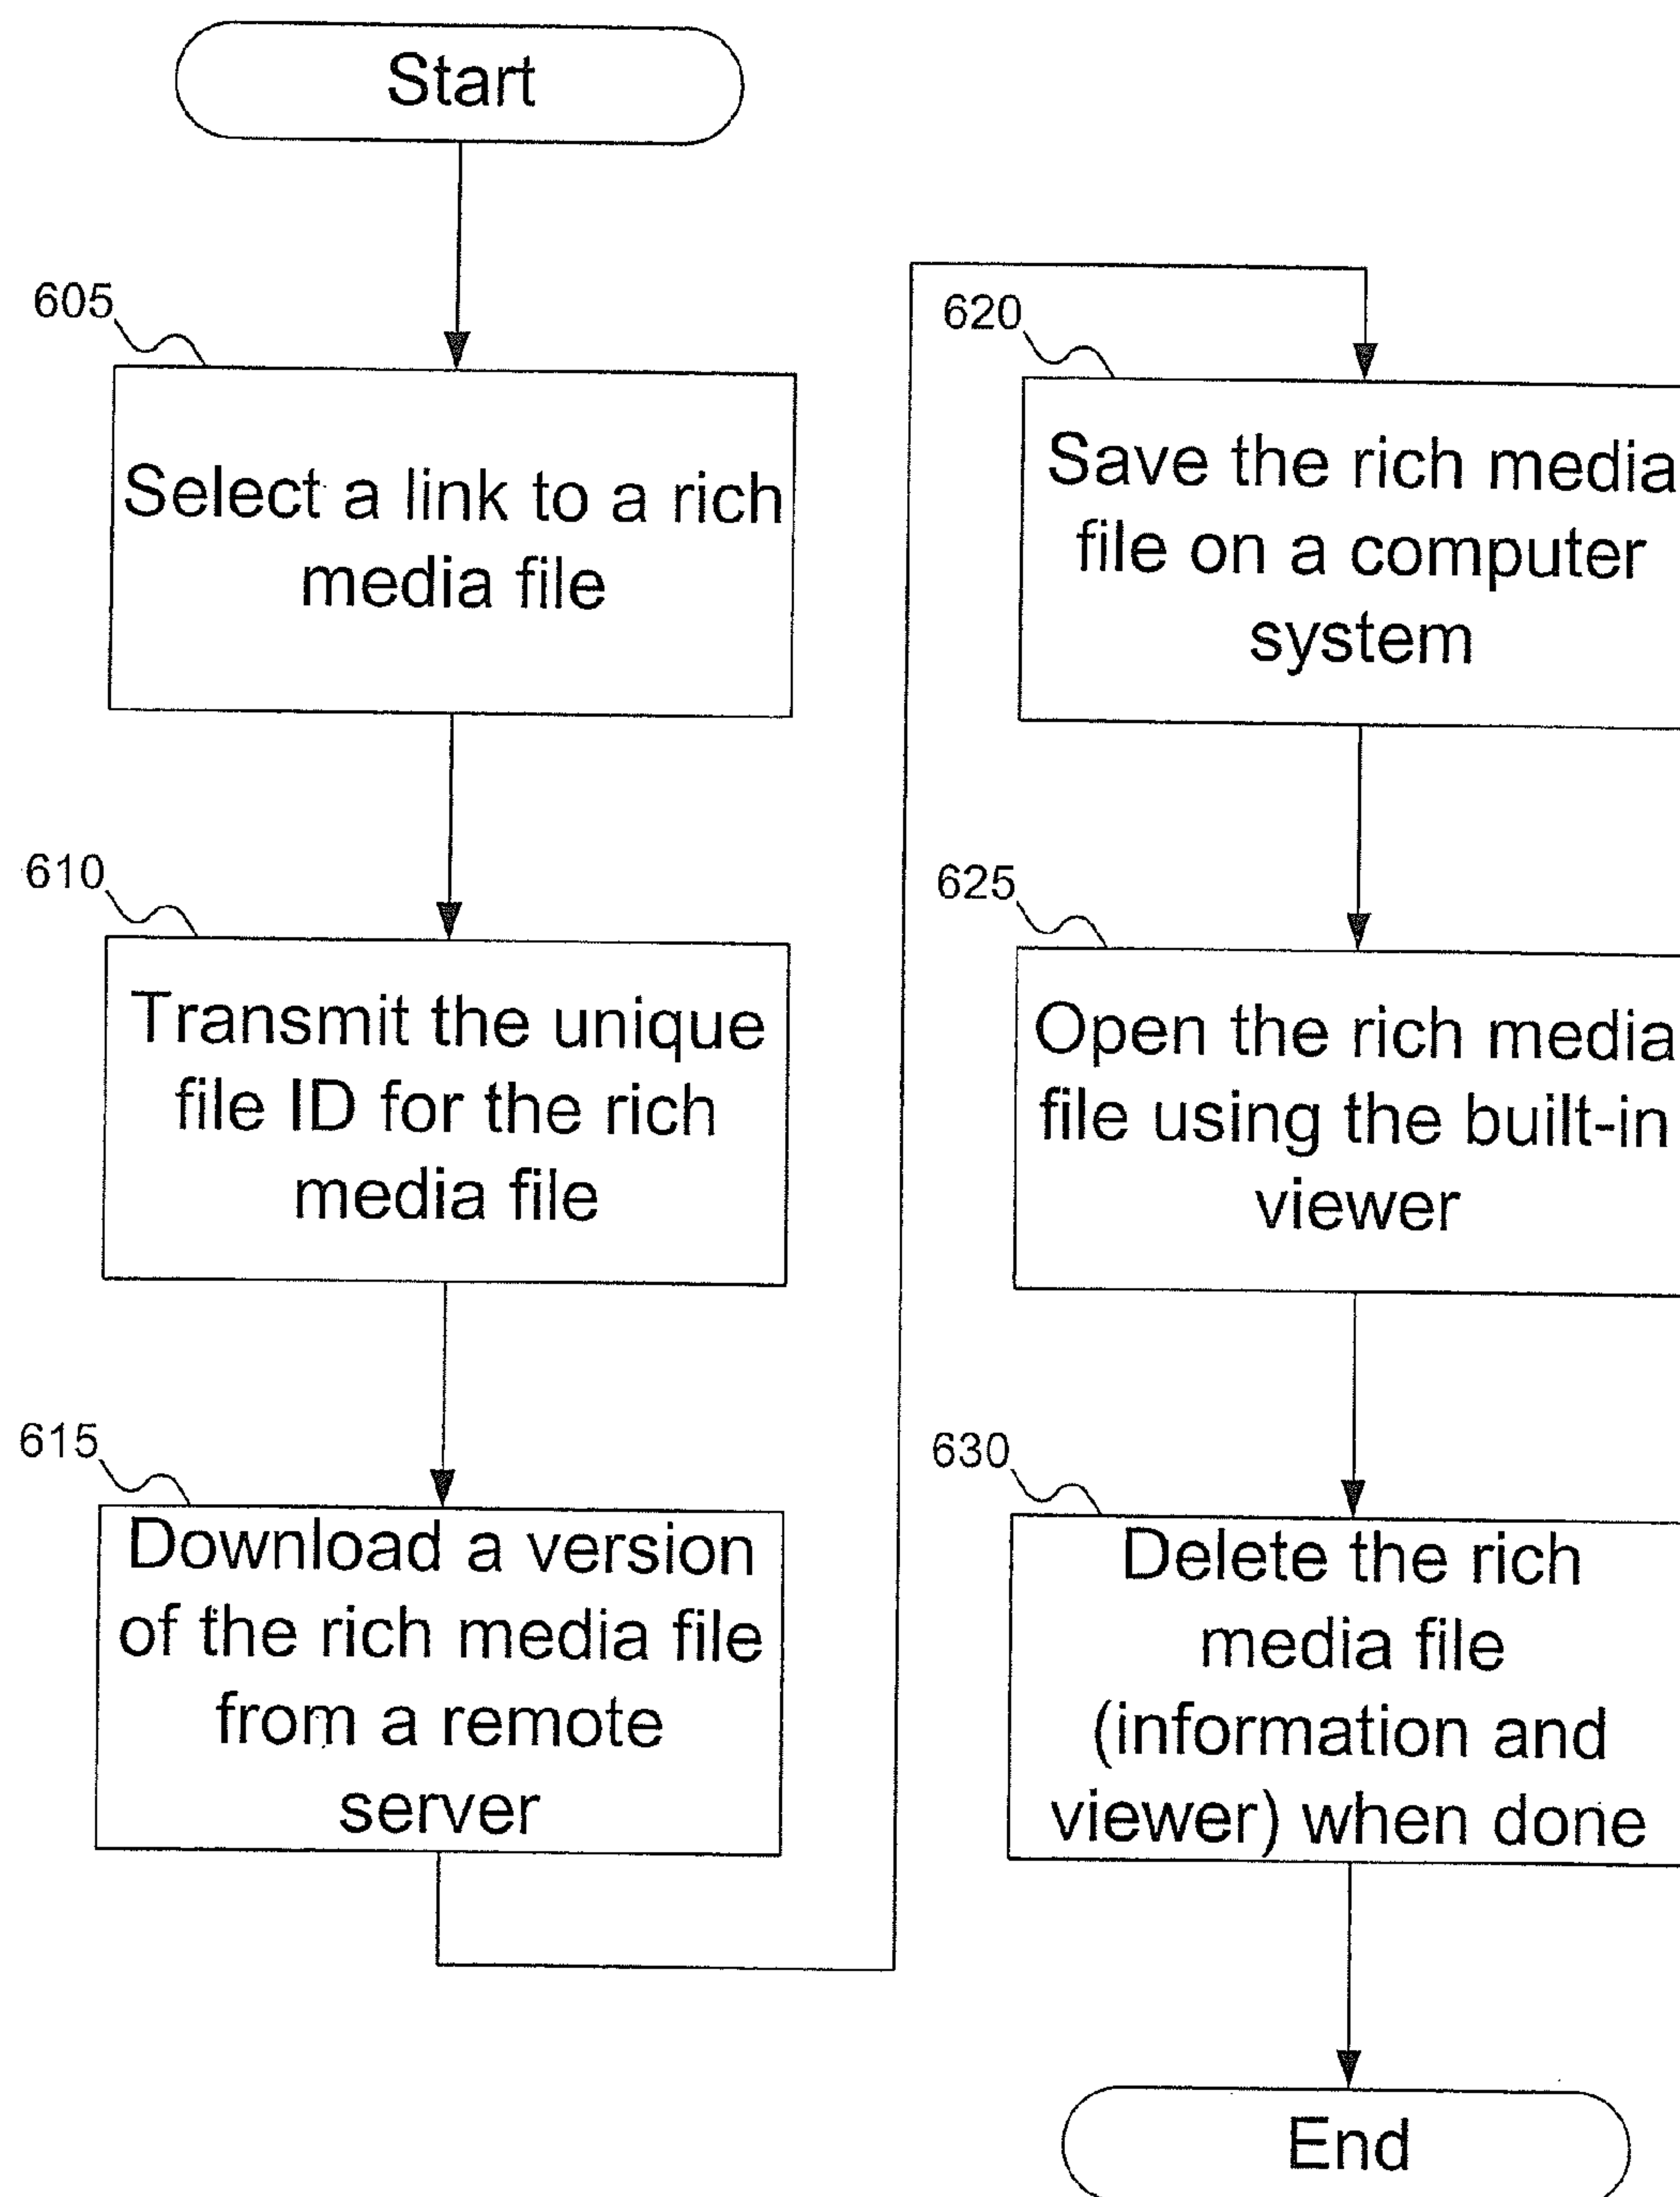 Start
605
Select a link to a rich
media file
610
Transmit the unique
file ID for the rich
media file
615
Download a version
of the rich media file
from a remote
server
620
Save the rich media
file on a computer
system
625
Open the rich media
file using the built-in
viewer
630
Delete the rich
media file
(information and
viewer) when done
End